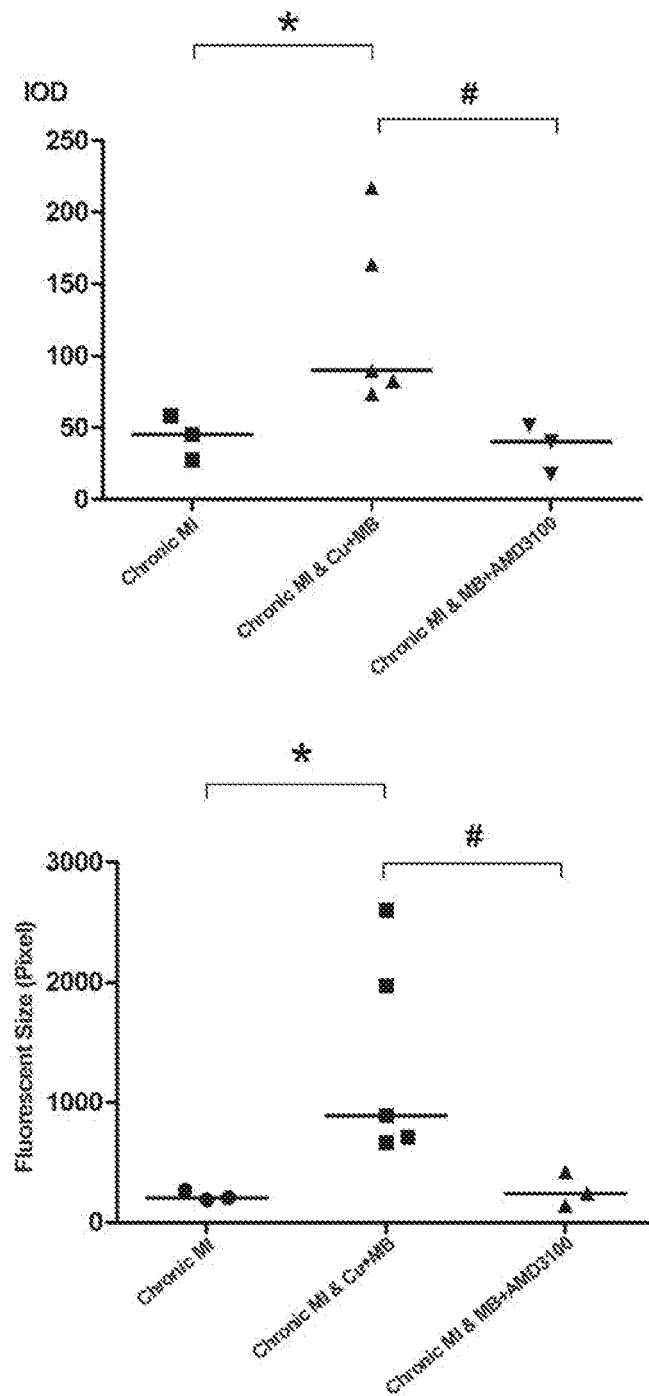 *
IOD
#
250
200
150
100
50
0
Chronic MI
Chronic MI & Cu+MB
Chronic MI & MB+AMD3100
*
#
3000
2000
1000
0
Fluorescent Size (Pixel)
Chronic MI
Chronic MI & Cu+MB
Chronic MI & MB+AMD3100